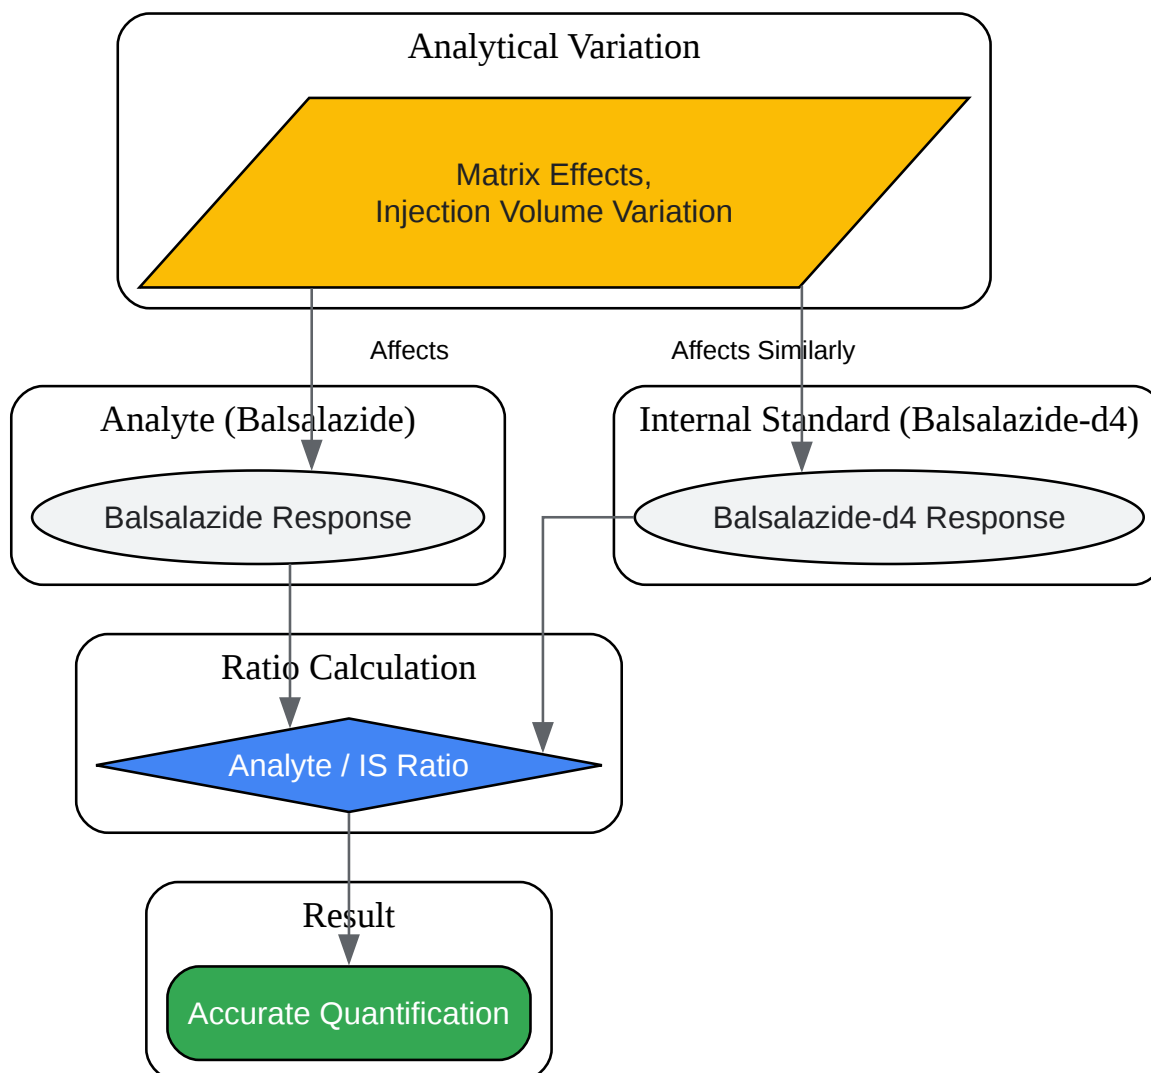 Analytical Variation
Matrix Effects,
Injection Volume Variation
Affects
Affects Similarly
Analyte (Balsalazide)
Internal Standard (Balsalazide-d4)
Balsalazide Response
Balsalazide-d4 Response
Ratio Calculation
Analyte / IS Ratio
Result
Accurate Quantification